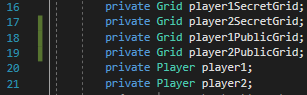 16 private Grid player1SecretGrid;
17 private Grid player2SecretGrid;
18 private Grid player1PublicGrid;
19 private Grid player2PublicGrid;
20 private Player player1;
21 private Player player2;